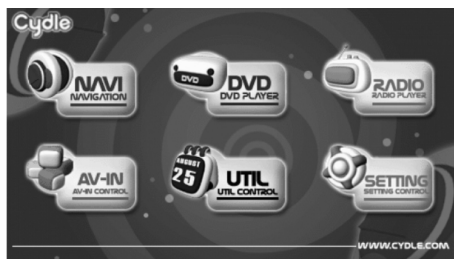 Cydle
NAVI
NAVIGATION
DVD
DVD
DVD PLAYER
RADIO
RADIO PLAYER
AV-IN
AV-IN CONTROL
AUGUST
25
UTIL
UTIL CONTROL
SETTING
SETTING CONTROL
WWW.CYDLE.COM